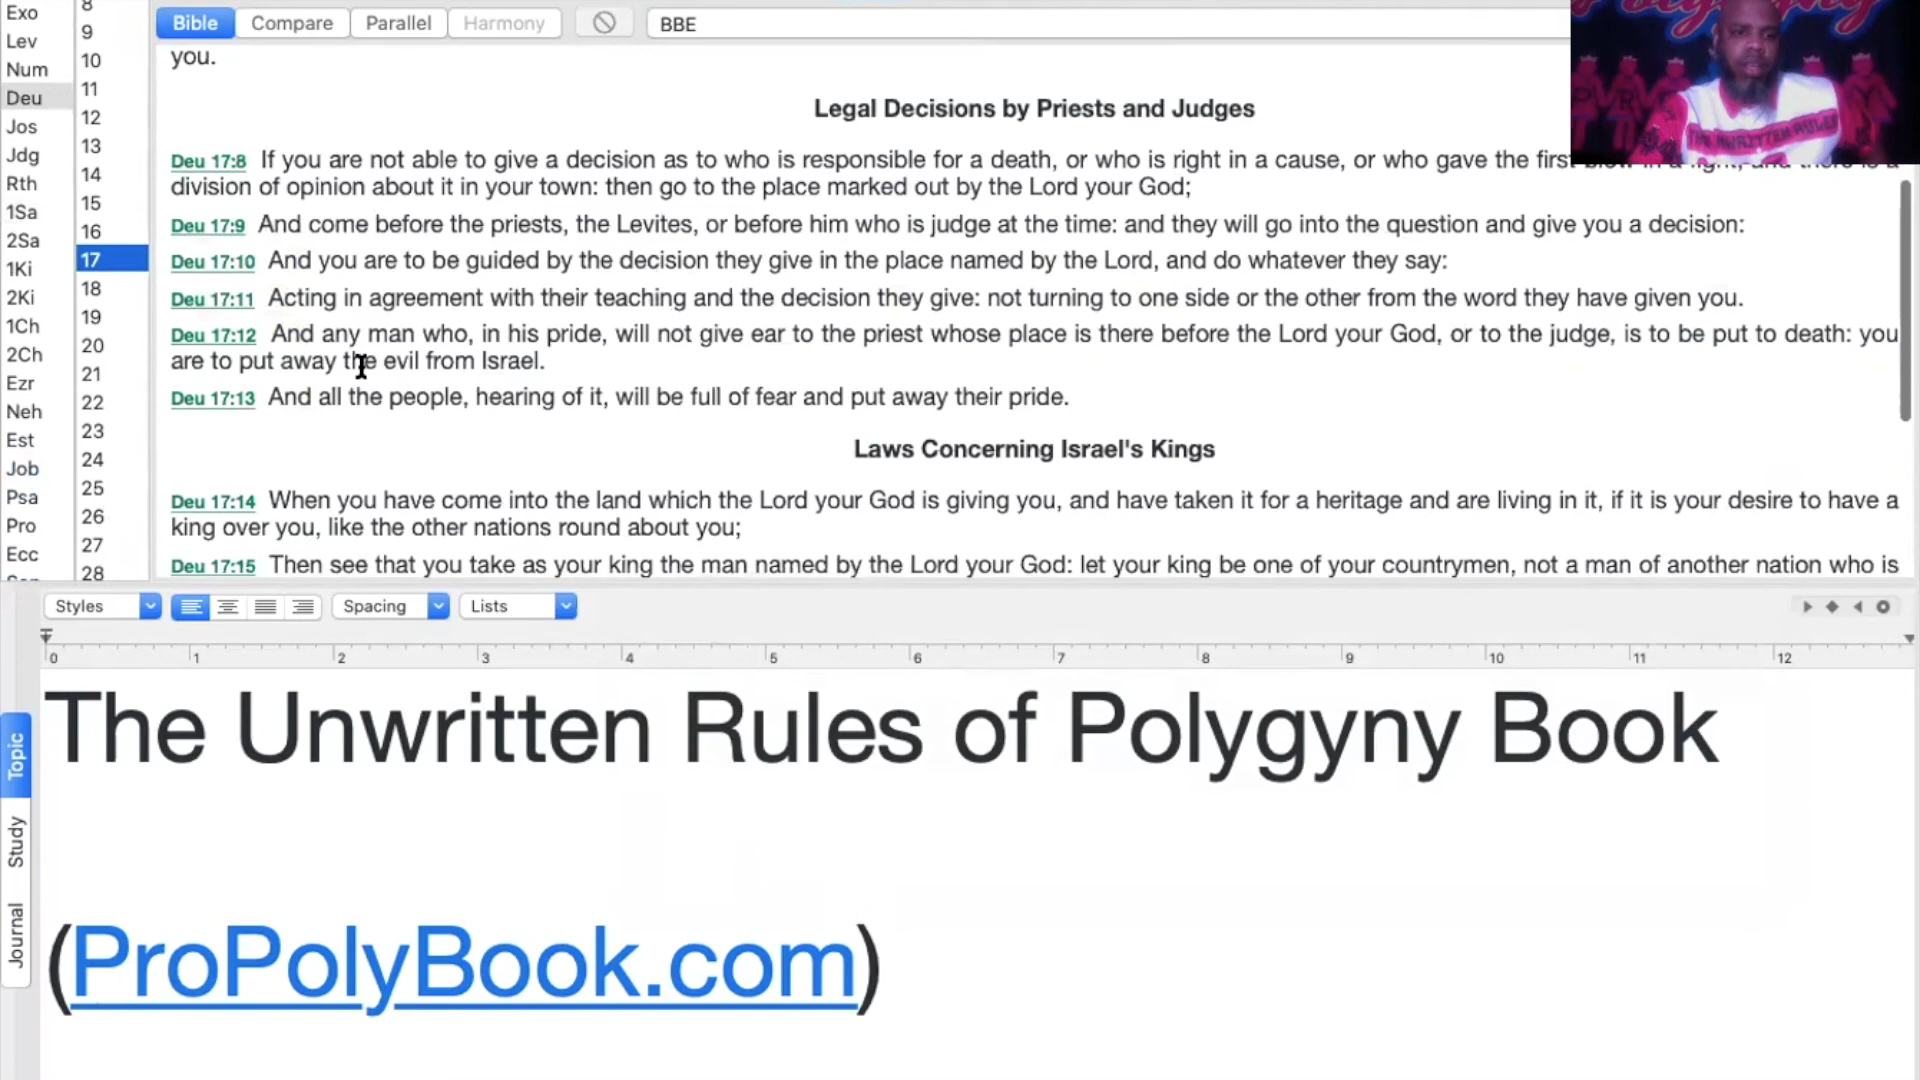 Exo
Lev
Num
Deu
Jos
Jdg
Rth
1Sa
2Sa
1Ki
2Ki
1Ch
2Ch
Ezr
Neh
Est
Job
Psa
Pro
Ecc
8
9
10
11
12
13
14
15
16
17
18
19
20
21
22
23
24
25
26
27
28
Bible Compare Parallel Harmony BBE
you.
Legal Decisions by Priests and Judges
Deu 17:8 If you are not able to give a decision as to who is responsible for a death, or who is right in a cause, or who gave the first
division of opinion about it in your town: then go to the place marked out by the Lord your God;
Deu 17:9 And come before the priests, the Levites, or before him who is judge at the time: and they will go into the question and give you a decision:
Deu 17:10 And you are to be guided by the decision they give in the place named by the Lord, and do whatever they say:
Deu 17:11 Acting in agreement with their teaching and the decision they give: not turning to one side or the other from the word they have given you.
Deu 17:12 And any man who, in his pride, will not give ear to the priest whose place is there before the Lord your God, or to the judge, is to be put to death: you
are to put away the evil from Israel.
Deu 17:13 And all the people, hearing of it, will be full of fear and put away their pride.
Laws Concerning Israel's Kings
Deu 17:14 When you have come into the land which the Lord your God is giving you, and have taken it for a heritage and are living in it, if it is your desire to have a
king over you, like the other nations round about you;
Deu 17:15 Then see that you take as your king the man named by the Lord your God: let your king be one of your countrymen, not a man of another nation who is
THE UNWRITTEN RULES
Styles Spacing Lists
0 1 2 3 4 5 6 7 8 9 10 11 12
Topic
Study
Journal
The Unwritten Rules of Polygyny Book
(ProPolyBook.com)